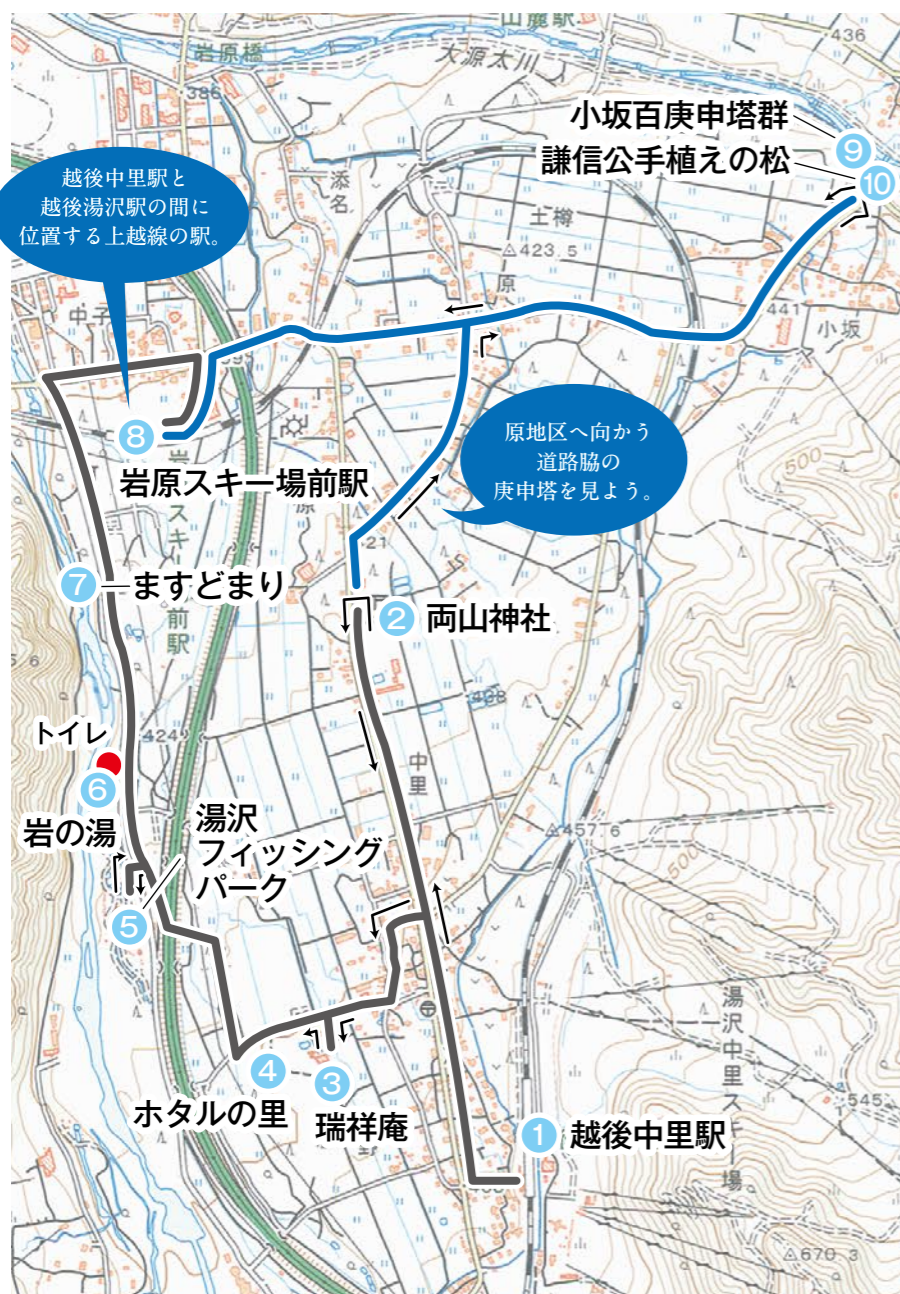 山麓駅
436
岩原橋
大源太川
386
小坂百庚申塔群
⑨
謙信公手植えの松
⑩
越後中里駅と
越後湯沢駅の間に
位置する上越線の駅。
添名
土樽
423.5
原
441
小坂
中子
⑧
岩原スキー場前駅
原地区へ向かう
道路脇の
庚申塔を見よう。
500
⑦
ますどまり
② 両山神社
424
中里
トイレ
⑥
岩の湯
457.6
500
湯沢
フィッシング
パーク
⑤
湯沢中里スキー場
④
ホタルの里
③
瑞祥庵
① 越後中里駅
545
670.3